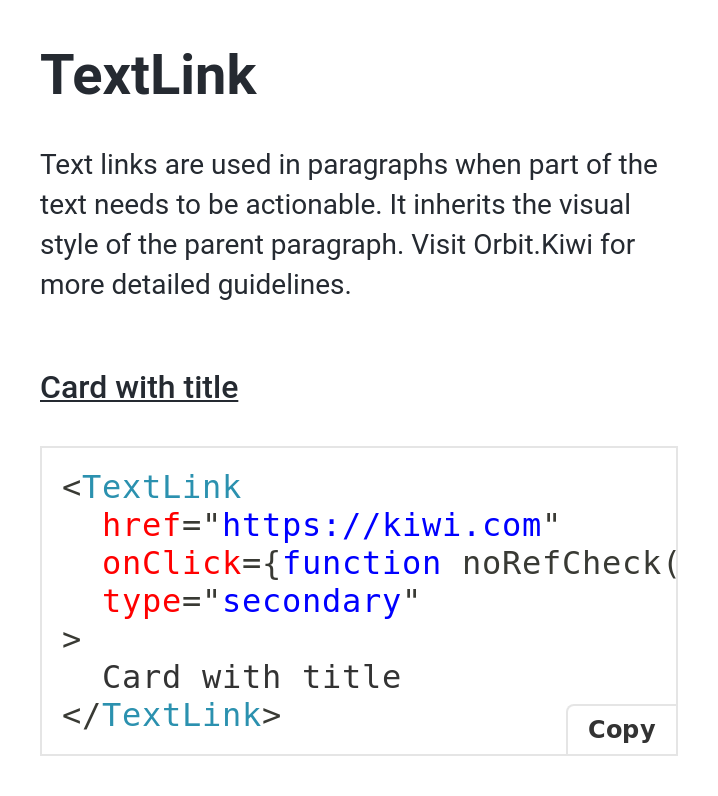 TextLink
Text links are used in paragraphs when part of the
text needs to be actionable. It inherits the visual
style of the parent paragraph. Visit Orbit.Kiwi for
more detailed guidelines.
Card with title
<TextLink
  href="https://kiwi.com"
  onClick={function noRefCheck(
  type="secondary"
>
  Card with title
</TextLink>
Copy